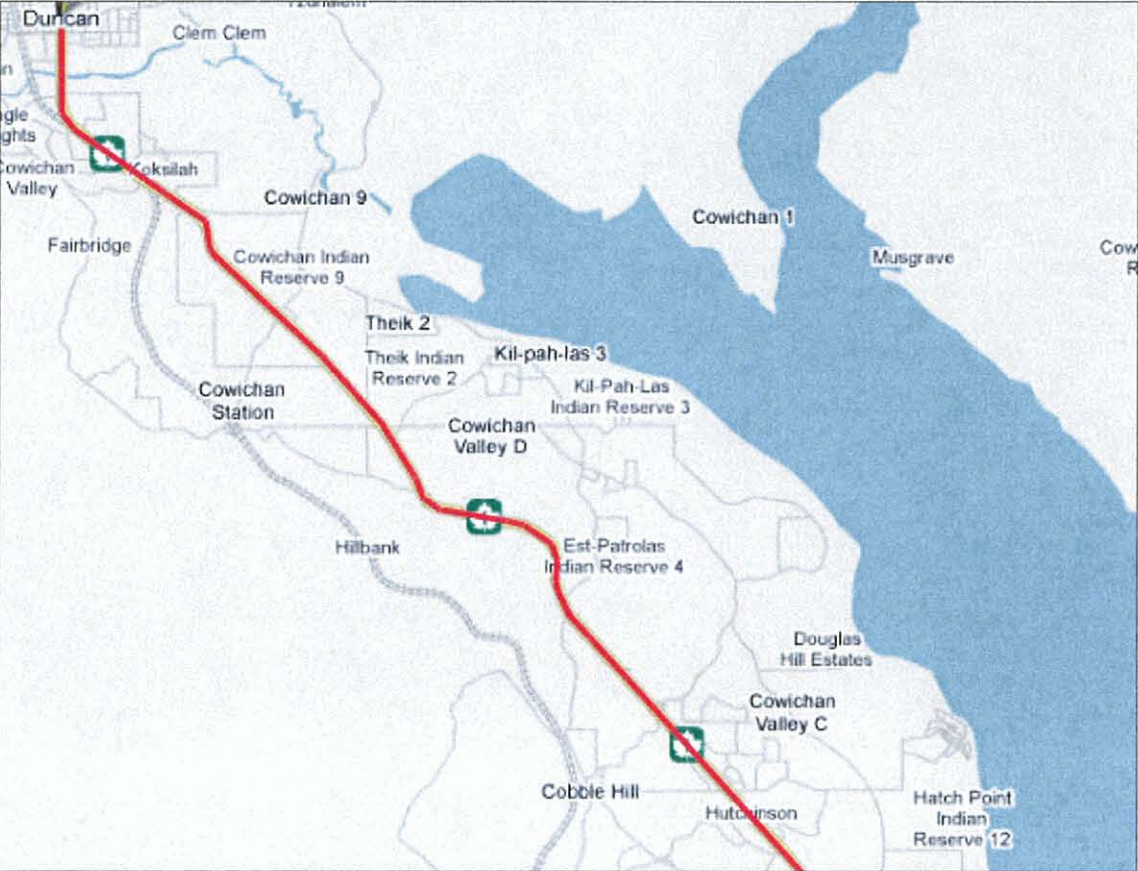 Duncan
Clem Clem
Koksilah
Cowichan
Valley
Cowichan 9
Cowichan 1
Fairbridge
Cowichan Indian
Reserve 9
Musgrave
Theik 2
Theik Indian
Reserve 2
Kil-pah-las 3
Kil-Pah-Las
Indian Reserve 3
Cowichan
Station
Cowichan
Valley D
Hillbank
Est-Patrolas
Indian Reserve 4
Douglas
Hill Estates
Cowichan
Valley C
Cobble Hill
Hutchinson
Hatch Point
Indian
Reserve 12